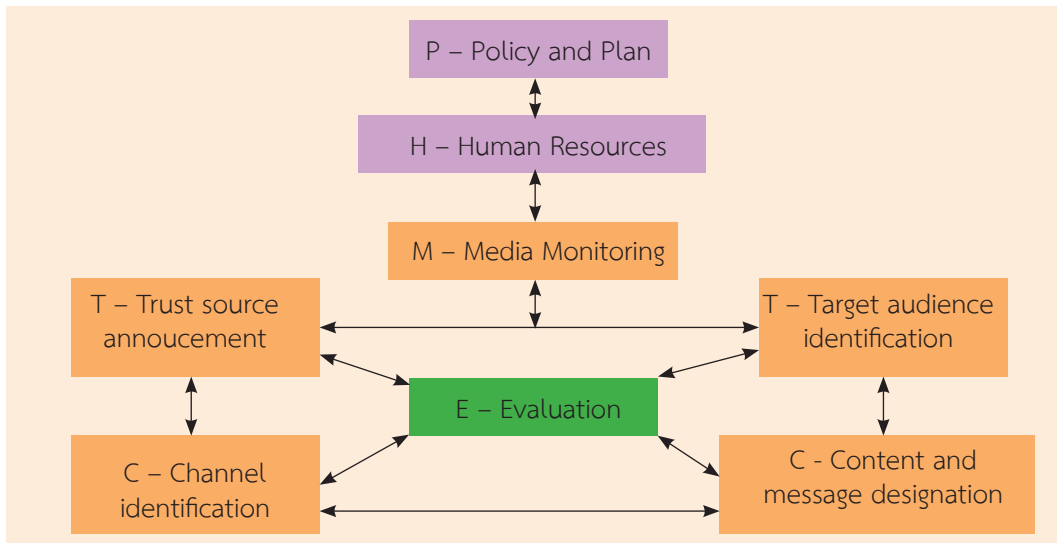 P – Policy and Plan
H – Human Resources
M – Media Monitoring
T – Trust source
annoucement
T – Target audience
identification
E – Evaluation
C – Channel
identification
C - Content and
message designation